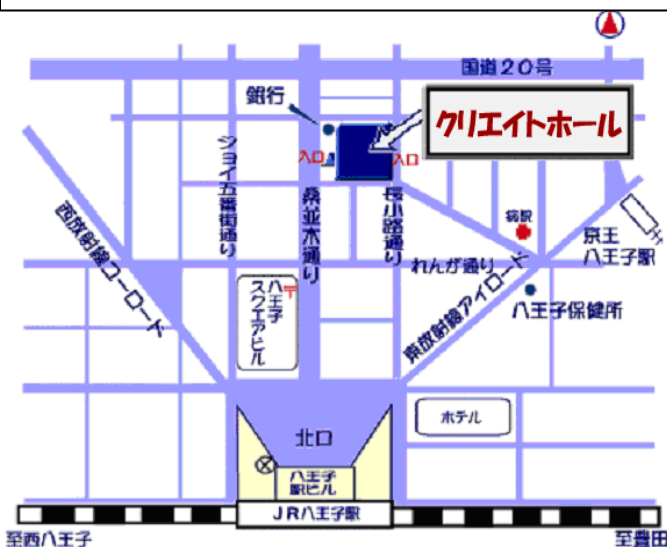 国道20号
銀行
クリエイトホール
入口
入口
ジョイ五番街通り
桑並木通り
長小路通り
病院
京王
八王子駅
西放射線ユーロード
れんが通り
東放射線アイロード
八王子保健所
〒
八王子
スクエアビル
ホテル
北口
八王子
駅ビル
JR八王子駅
至西八王子
至豊田